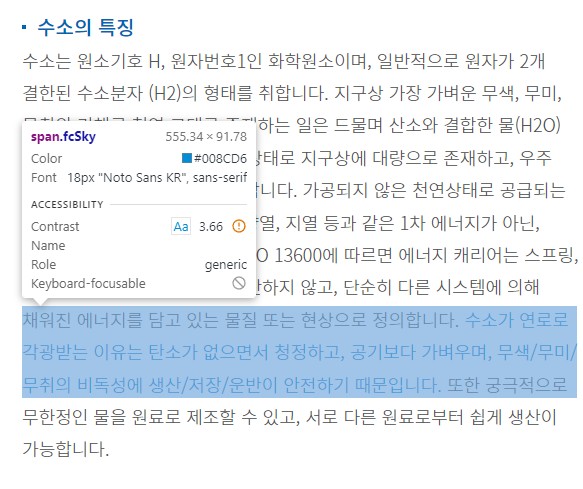 수소의 특징
수소는 원소기호 H, 원자번호1인 화학원소이며, 일반적으로 원자가 2개
결합한 수소분자 (H2)의 형태를 취합니다. 지구상 가장 가벼운 무색, 무미,
하는 일은 드물며 산소와 결합한 물(H2O)
상태로 지구상에 대량으로 존재하고, 우주
니다. 가공되지 않은 천연상태로 공급되는
지열 등과 같은 1차 에너지가 아닌,
13600에 따르면 에너지 캐리어는 스프링,
하지 않고, 단순히 다른 시스템에 의해
채워진 에너지를 담고 있는 물질 또는 현상으로 정의합니다. 수소가 연로로
각광받는 이유는 탄소가 없으면서 청정하고, 공기보다 가벼우며, 무색/무미/
무취의 비독성에 생산/저장/운반이 안전하기 때문입니다. 또한 궁극적으로
무한정인 물을 원료로 제조할 수 있고, 서로 다른 원료로부터 쉽게 생산이
가능합니다.
span.fcSky 555.34 × 91.78
Color #008CD6
Font 18px "Noto Sans KR", sans-serif
ACCESSIBILITY
Contrast Aa 3.66
Name
Role generic
Keyboard-focusable